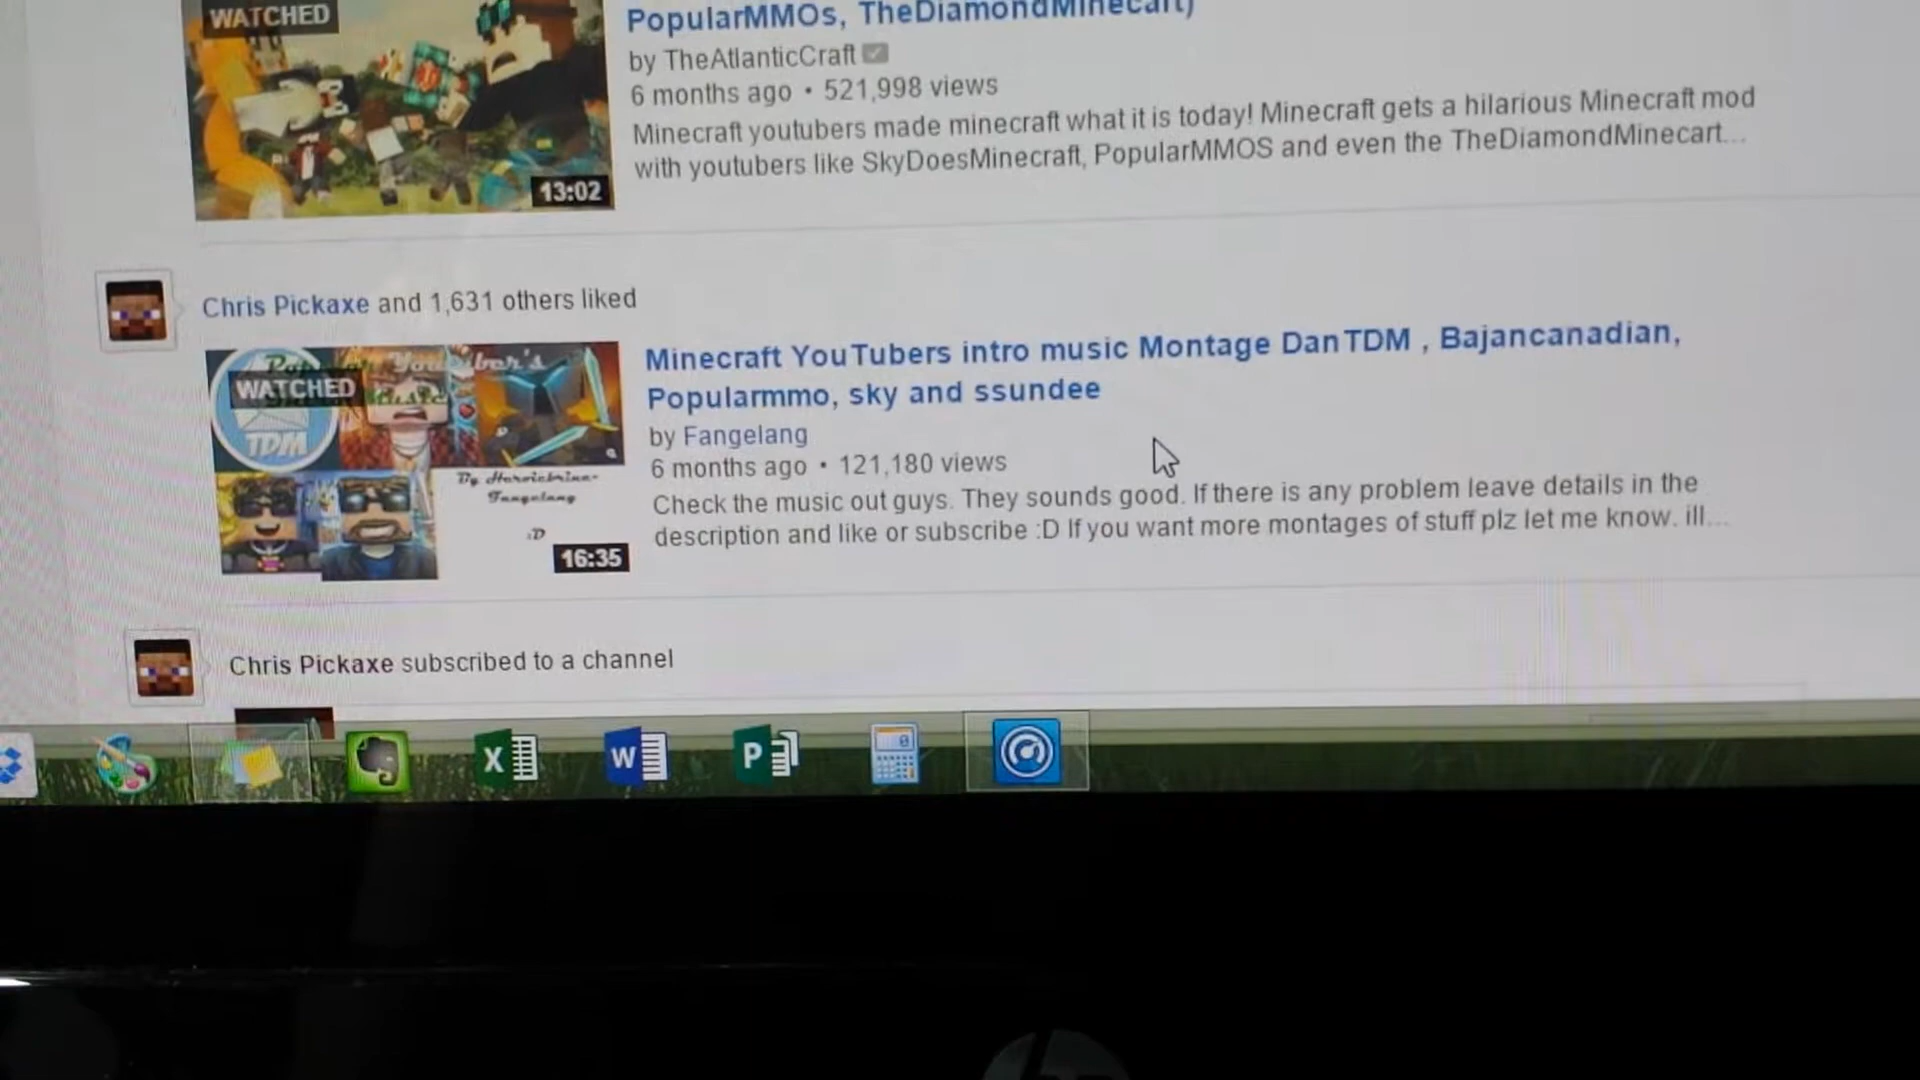 WATCHED
PopularMMOs, TheDiamondMinecart)
by TheAtlanticCraft
6 months ago • 521,998 views
Minecraft youtubers made minecraft what it is today! Minecraft gets a hilarious Minecraft mod
with youtubers like SkyDoesMinecraft, PopularMMOS and even the TheDiamondMinecart...
13:02
Chris Pickaxe and 1,631 others liked
WATCHED
TDM
16:35
Minecraft YouTubers intro music Montage DanTDM , Bajancanadian,
Popularmmo, sky and ssundee
by Fangelang
6 months ago • 121,180 views
Check the music out guys. They sounds good. If there is any problem leave details in the
description and like or subscribe :D If you want more montages of stuff plz let me know. ill...
Chris Pickaxe subscribed to a channel